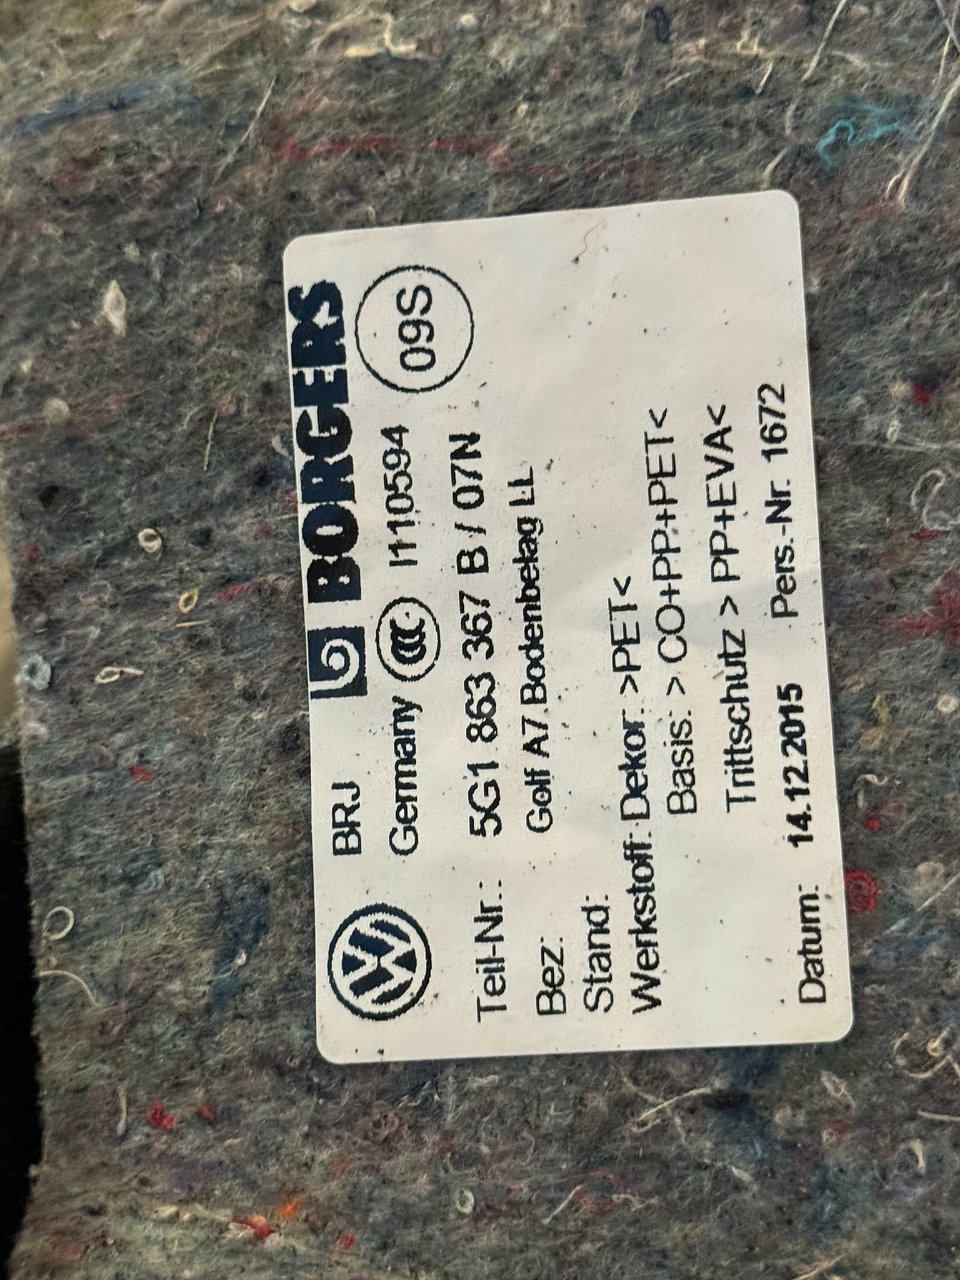 BRJ BORGERS
Germany CCC I110594 09S
Teil-Nr.: 5G1 863 367 B / 07N
Bez: Golf A7 Bodenbelag LL
Stand:
Werkstoff: Dekor: >PET<
Basis: > CO+PP+PET<
Trittschutz > PP+EVA<
Datum: 14.12.2015 Pers.-Nr. 1672